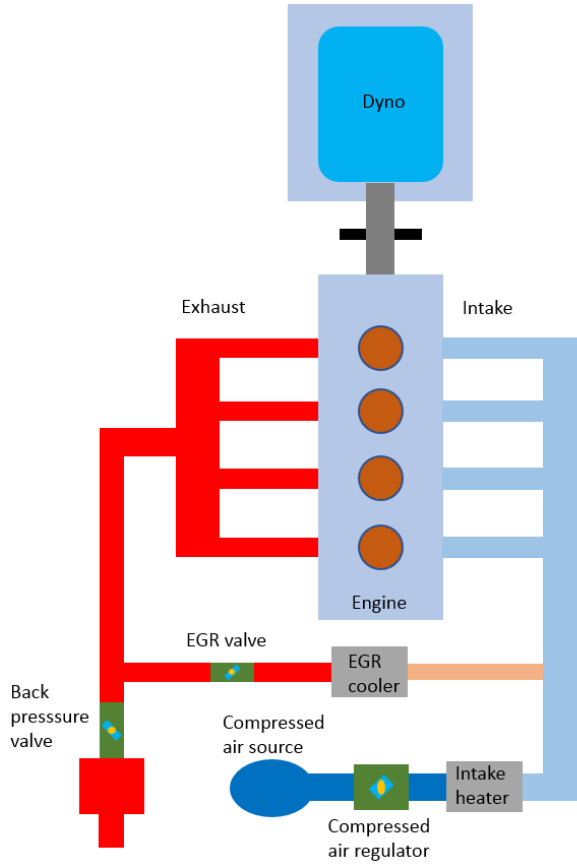 Dyno
Exhaust
Intake
Engine
EGR valve
EGR
cooler
Back
presssure
valve
Compressed
air source
Intake
heater
Compressed
air regulator